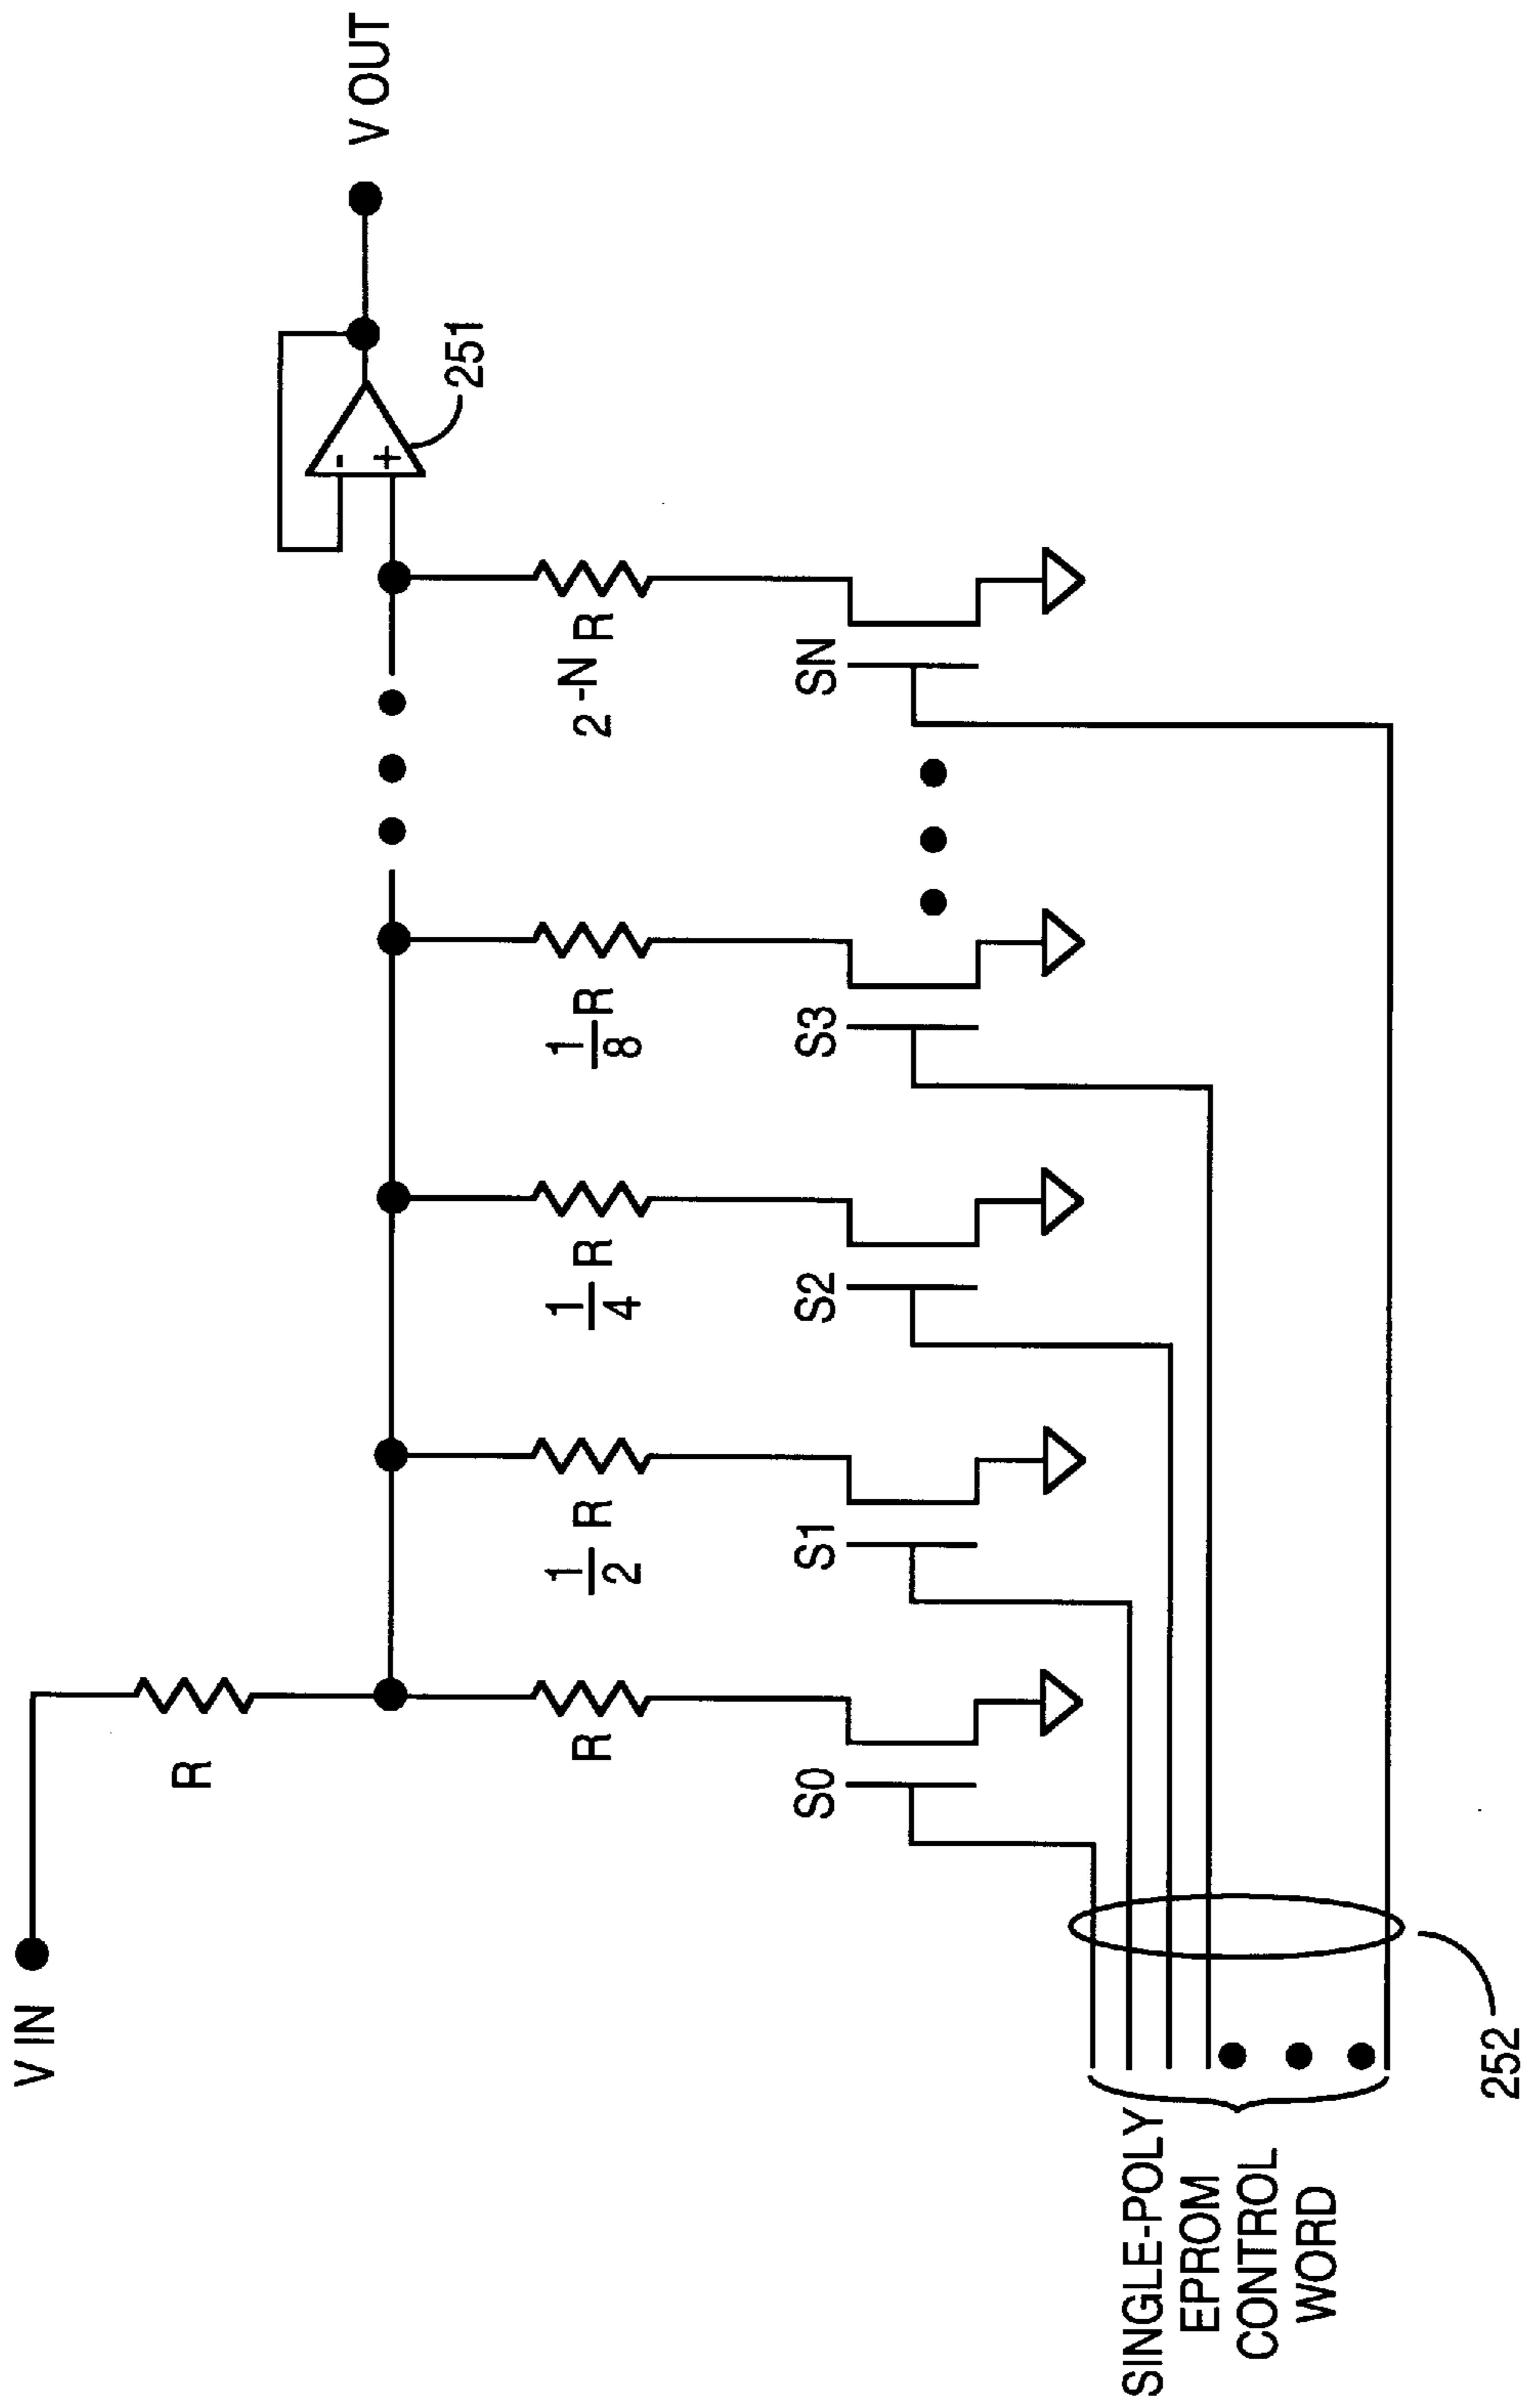 V IN
R
V OUT
-
+
251
R
1/2 R
1/4 R
1/8 R
2^-N R
S0
S1
S2
S3
SN
SINGLE-POLY
EPROM
CONTROL
WORD
252